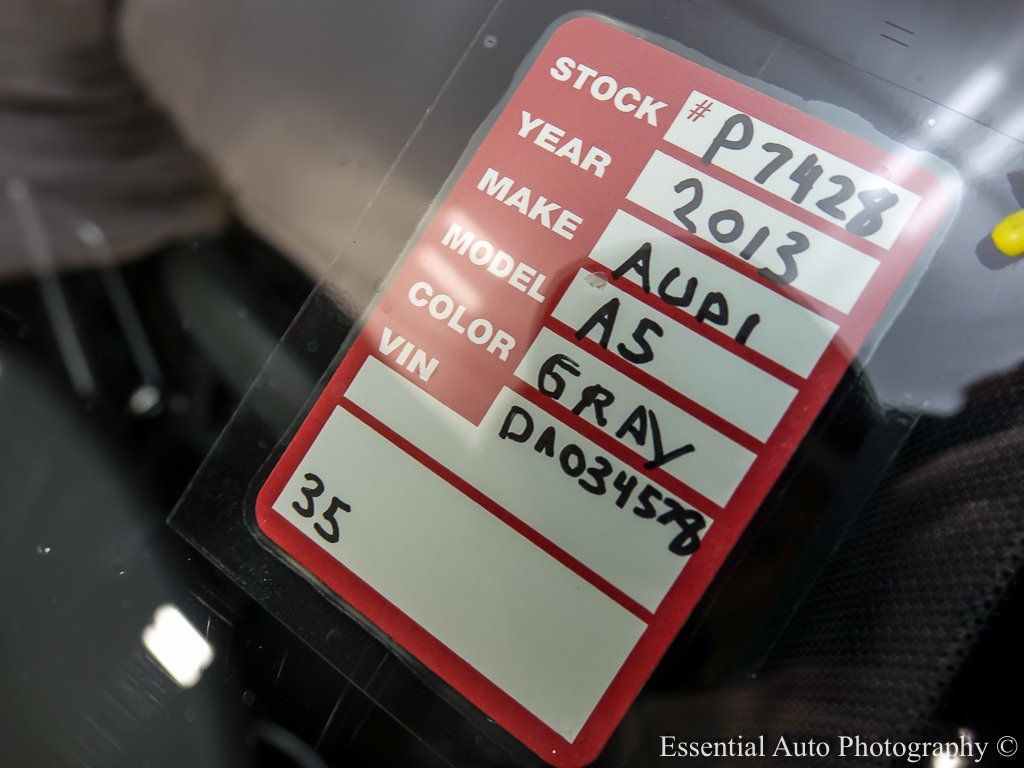 STOCK # P7428
YEAR 2013
MAKE AUDI
MODEL A5
COLOR GRAY
VIN DA034578
35
Essential Auto Photography ©